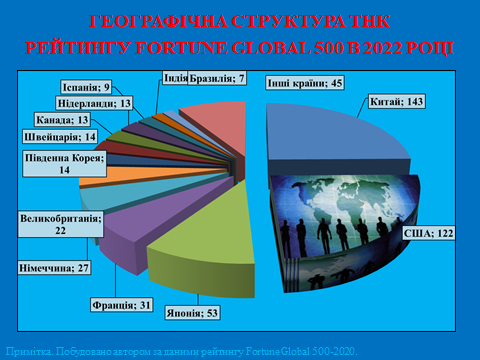 ГЕОГРАФІЧНА СТРУКТУРА ТНК
РЕЙТИНГУ FORTUNE GLOBAL 500 В 2022 РОЦІ
Індія
Бразилія; 7
Інші країни; 45
Іспанія; 9
Китай; 143
Нідерланди; 13
Канада; 13
Швейцарія; 14
Південна Корея;
14
Великобританія;
22
США; 122
Німеччина; 27
Франція; 31
Японія; 53
Примітка. Побудовано автором за даними рейтингу Fortune Global 500-2020.